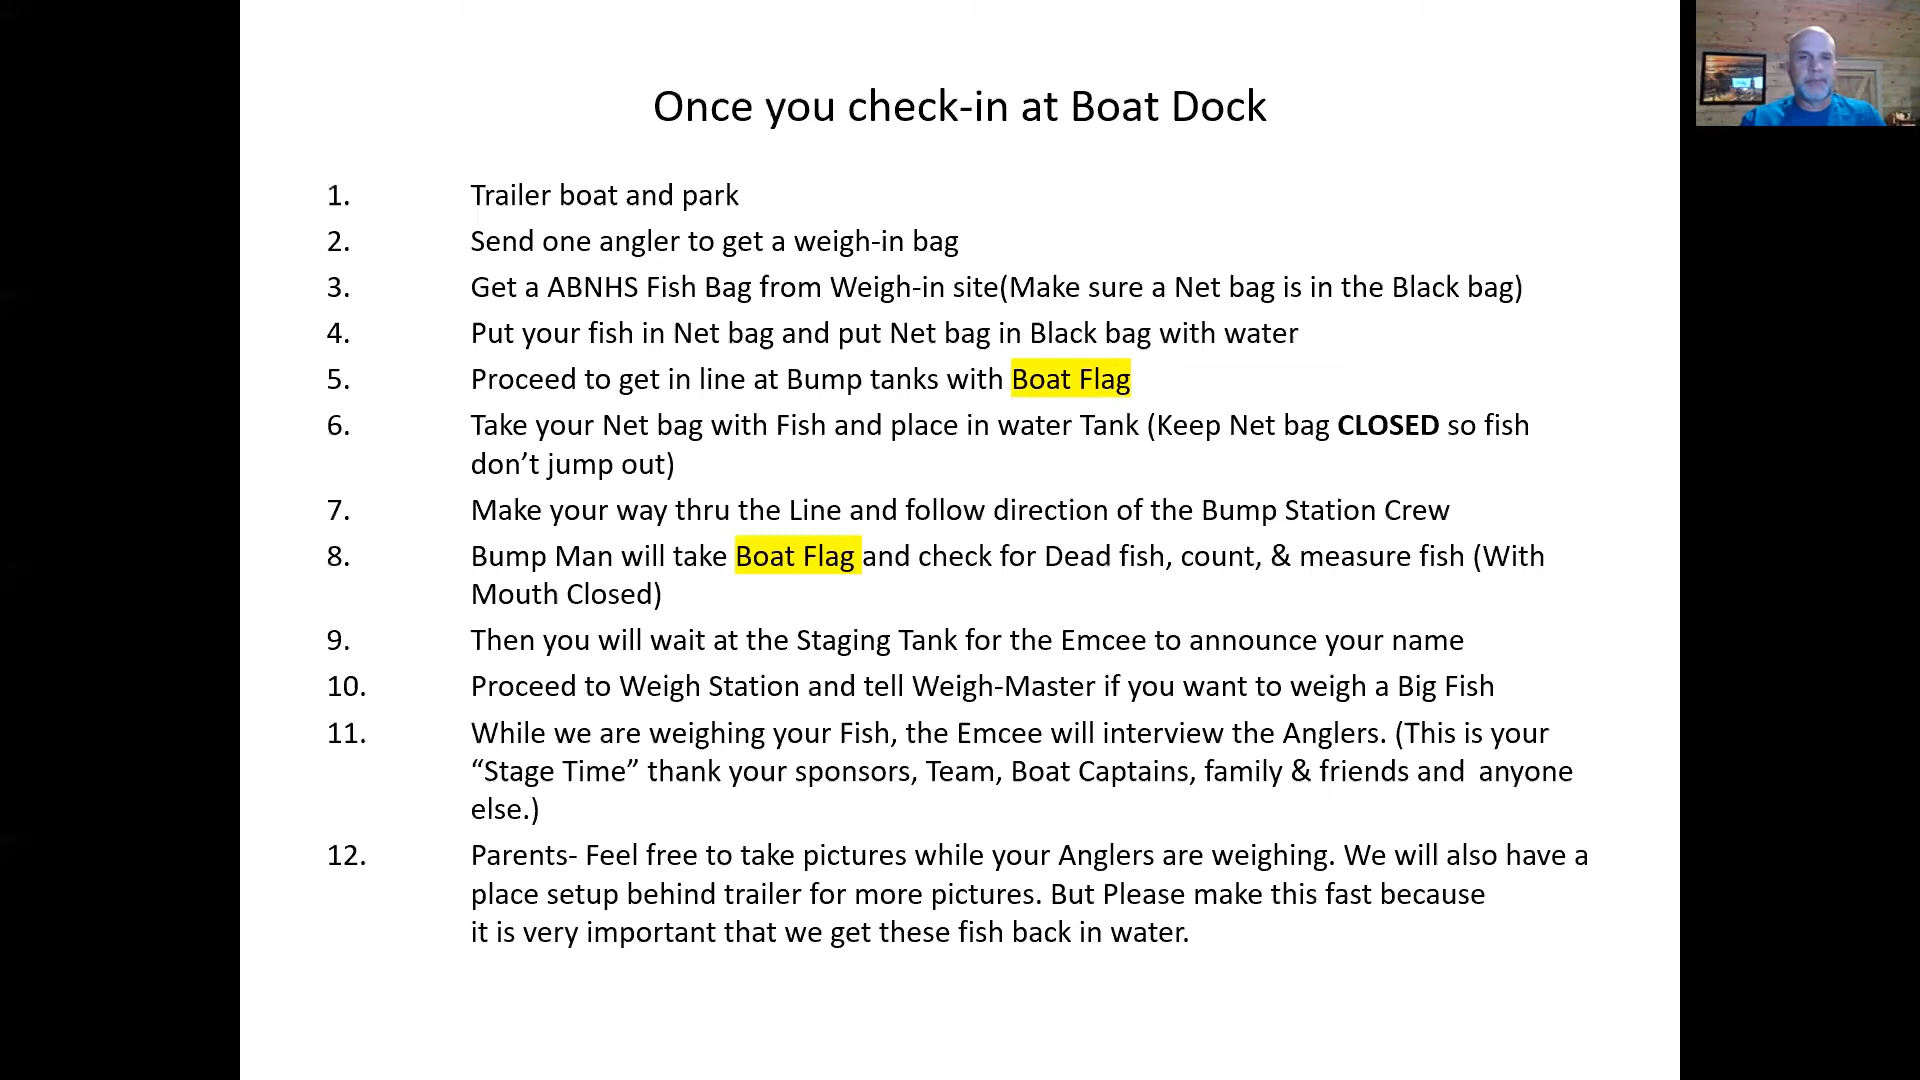 Once you check-in at Boat Dock
1. Trailer boat and park
2. Send one angler to get a weigh-in bag
3. Get a ABNHS Fish Bag from Weigh-in site(Make sure a Net bag is in the Black bag)
4. Put your fish in Net bag and put Net bag in Black bag with water
5. Proceed to get in line at Bump tanks with Boat Flag
6. Take your Net bag with Fish and place in water Tank (Keep Net bag CLOSED so fish
don’t jump out)
7. Make your way thru the Line and follow direction of the Bump Station Crew
8. Bump Man will take Boat Flag and check for Dead fish, count, & measure fish (With
Mouth Closed)
9. Then you will wait at the Staging Tank for the Emcee to announce your name
10. Proceed to Weigh Station and tell Weigh-Master if you want to weigh a Big Fish
11. While we are weighing your Fish, the Emcee will interview the Anglers. (This is your
“Stage Time” thank your sponsors, Team, Boat Captains, family & friends and anyone
else.)
12. Parents- Feel free to take pictures while your Anglers are weighing. We will also have a
place setup behind trailer for more pictures. But Please make this fast because
it is very important that we get these fish back in water.